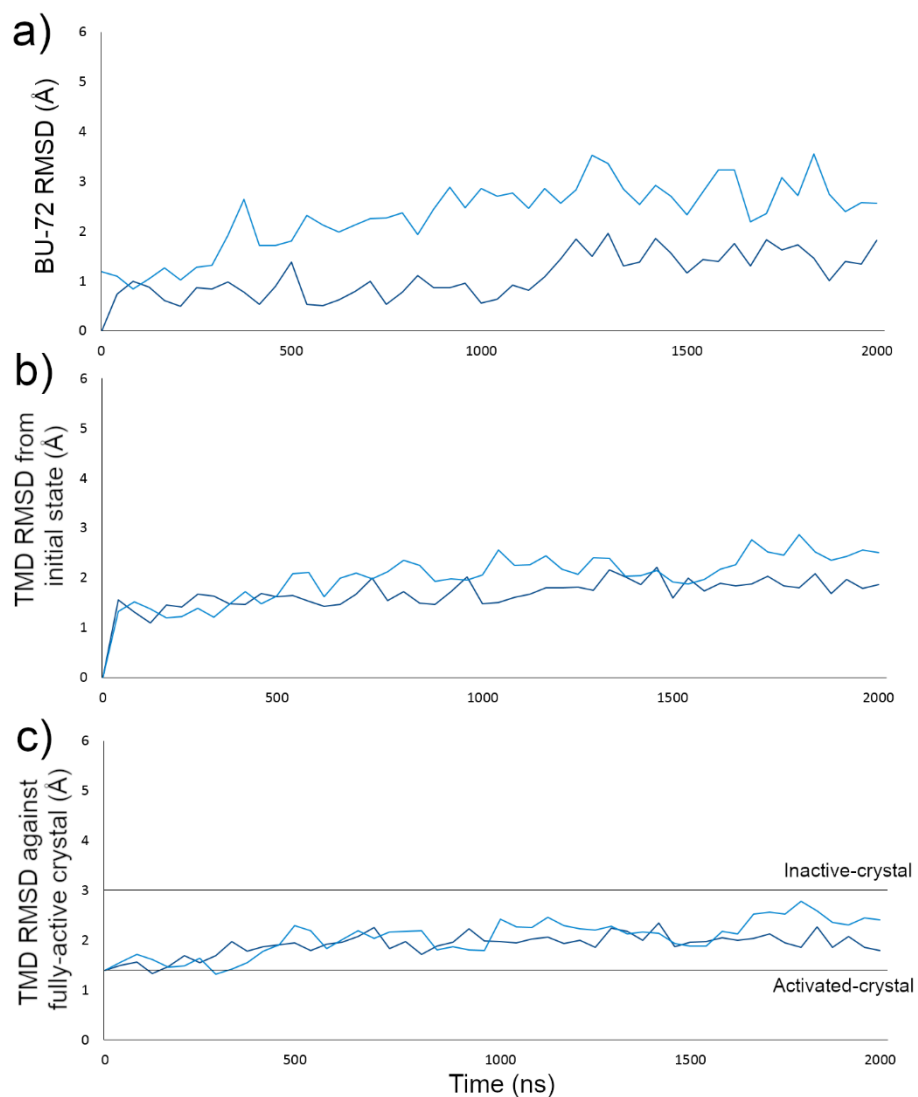 a)
BU-72 RMSD (Å)
6
5
4
3
2
1
0
0 500 1000 1500 2000
b)
TMD RMSD from
initial state (Å)
6
5
4
3
2
1
0
0 500 1000 1500 2000
c)
TMD RMSD against
fully-active crystal (Å)
6
5
4
3
2
1
0
Inactive-crystal
Activated-crystal
0 500 1000 1500 2000
Time (ns)